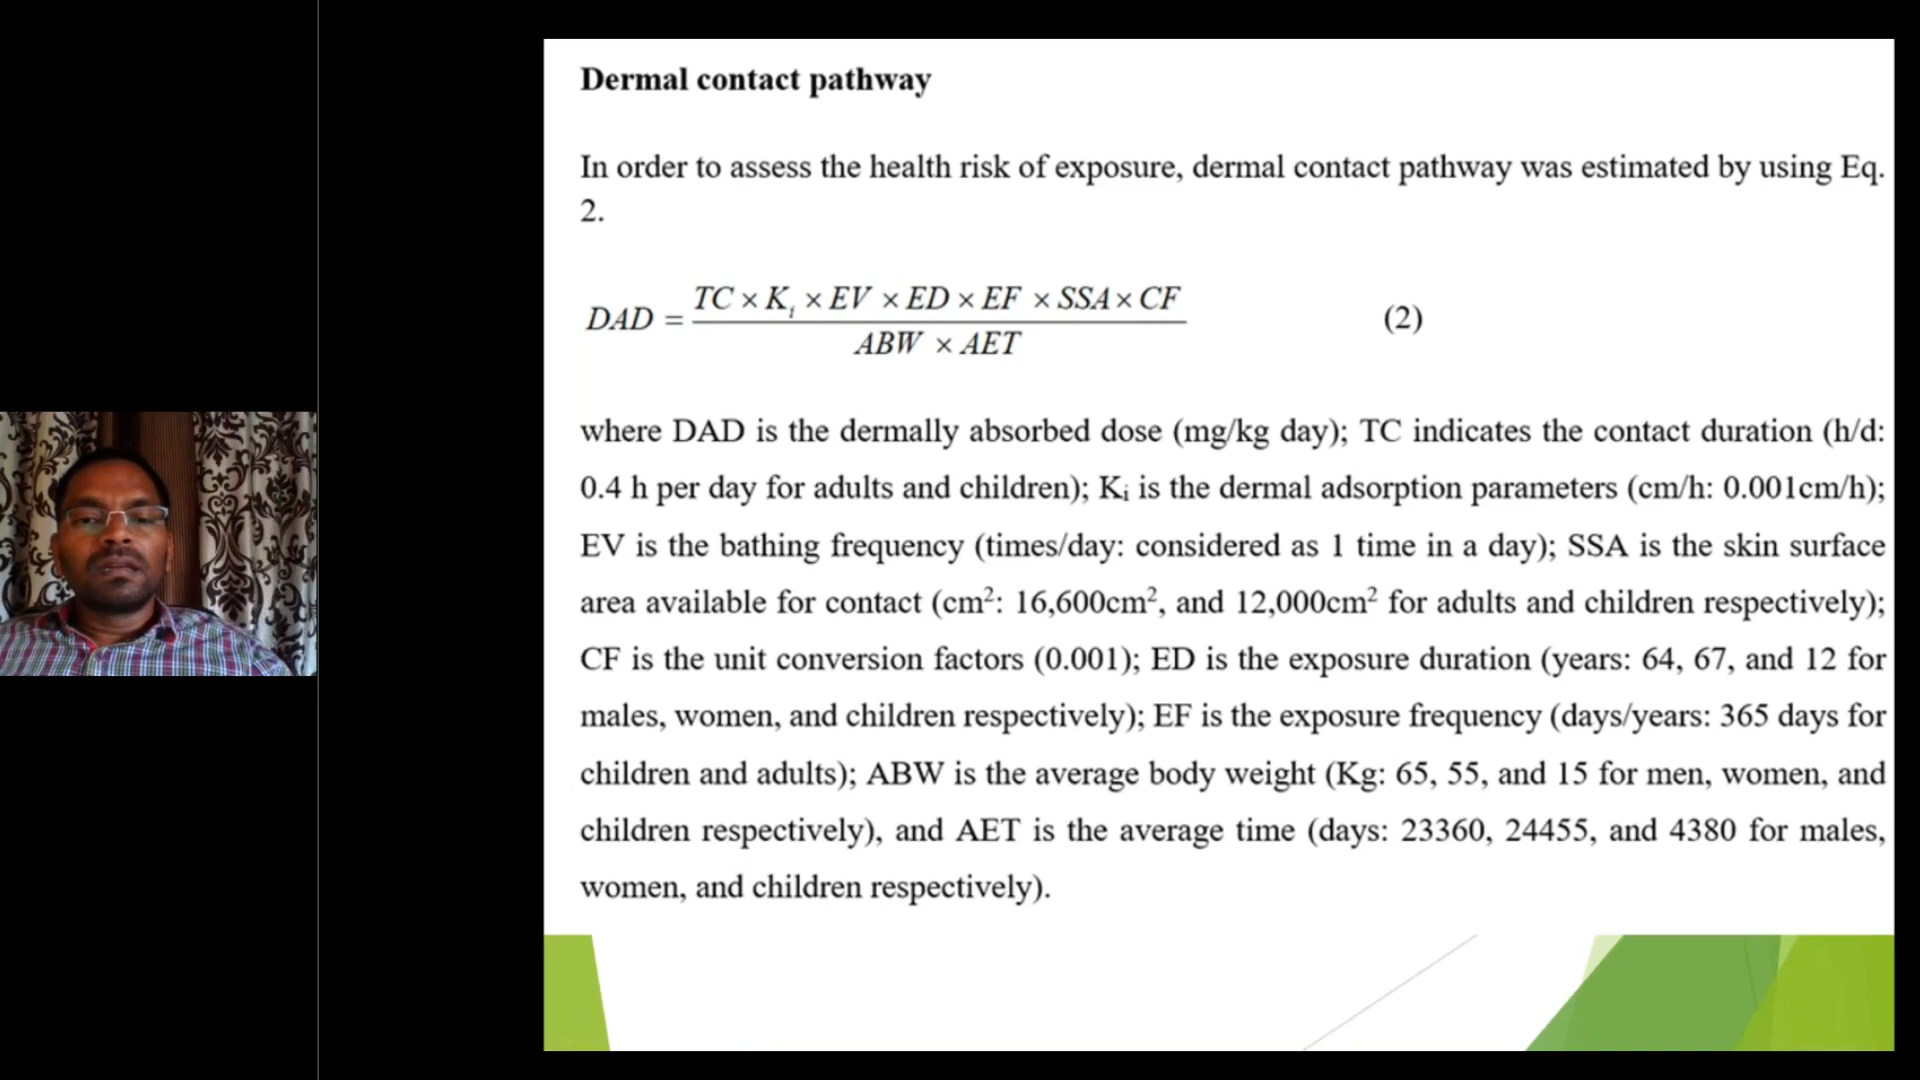 Dermal contact pathway
In order to assess the health risk of exposure, dermal contact pathway was estimated by using Eq.
2.
DAD = \frac{TC × K_i × EV × ED × EF × SSA × CF}{ABW × AET} (2)
where DAD is the dermally absorbed dose (mg/kg day); TC indicates the contact duration (h/d:
0.4 h per day for adults and children); Kᵢ is the dermal adsorption parameters (cm/h: 0.001cm/h);
EV is the bathing frequency (times/day: considered as 1 time in a day); SSA is the skin surface
area available for contact (cm²: 16,600cm², and 12,000cm² for adults and children respectively);
CF is the unit conversion factors (0.001); ED is the exposure duration (years: 64, 67, and 12 for
males, women, and children respectively); EF is the exposure frequency (days/years: 365 days for
children and adults); ABW is the average body weight (Kg: 65, 55, and 15 for men, women, and
children respectively), and AET is the average time (days: 23360, 24455, and 4380 for males,
women, and children respectively).